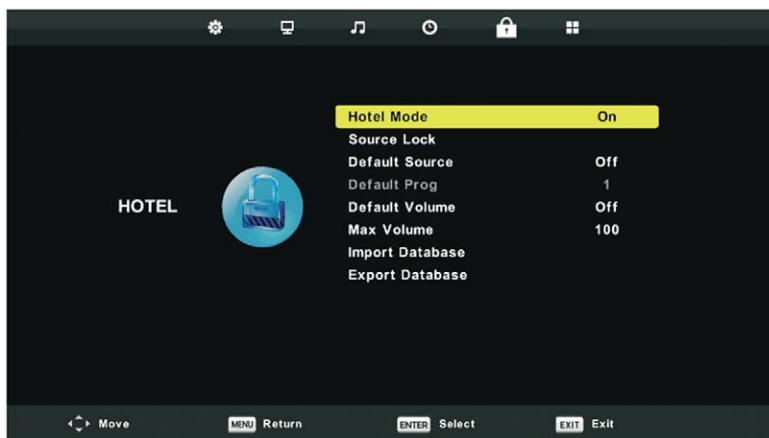 Hotel Mode On
Source Lock
Default Source Off
Default Prog 1
HOTEL
Default Volume Off
Max Volume 100
Import Database
Export Database
Move MENU Return ENTER Select EXIT Exit